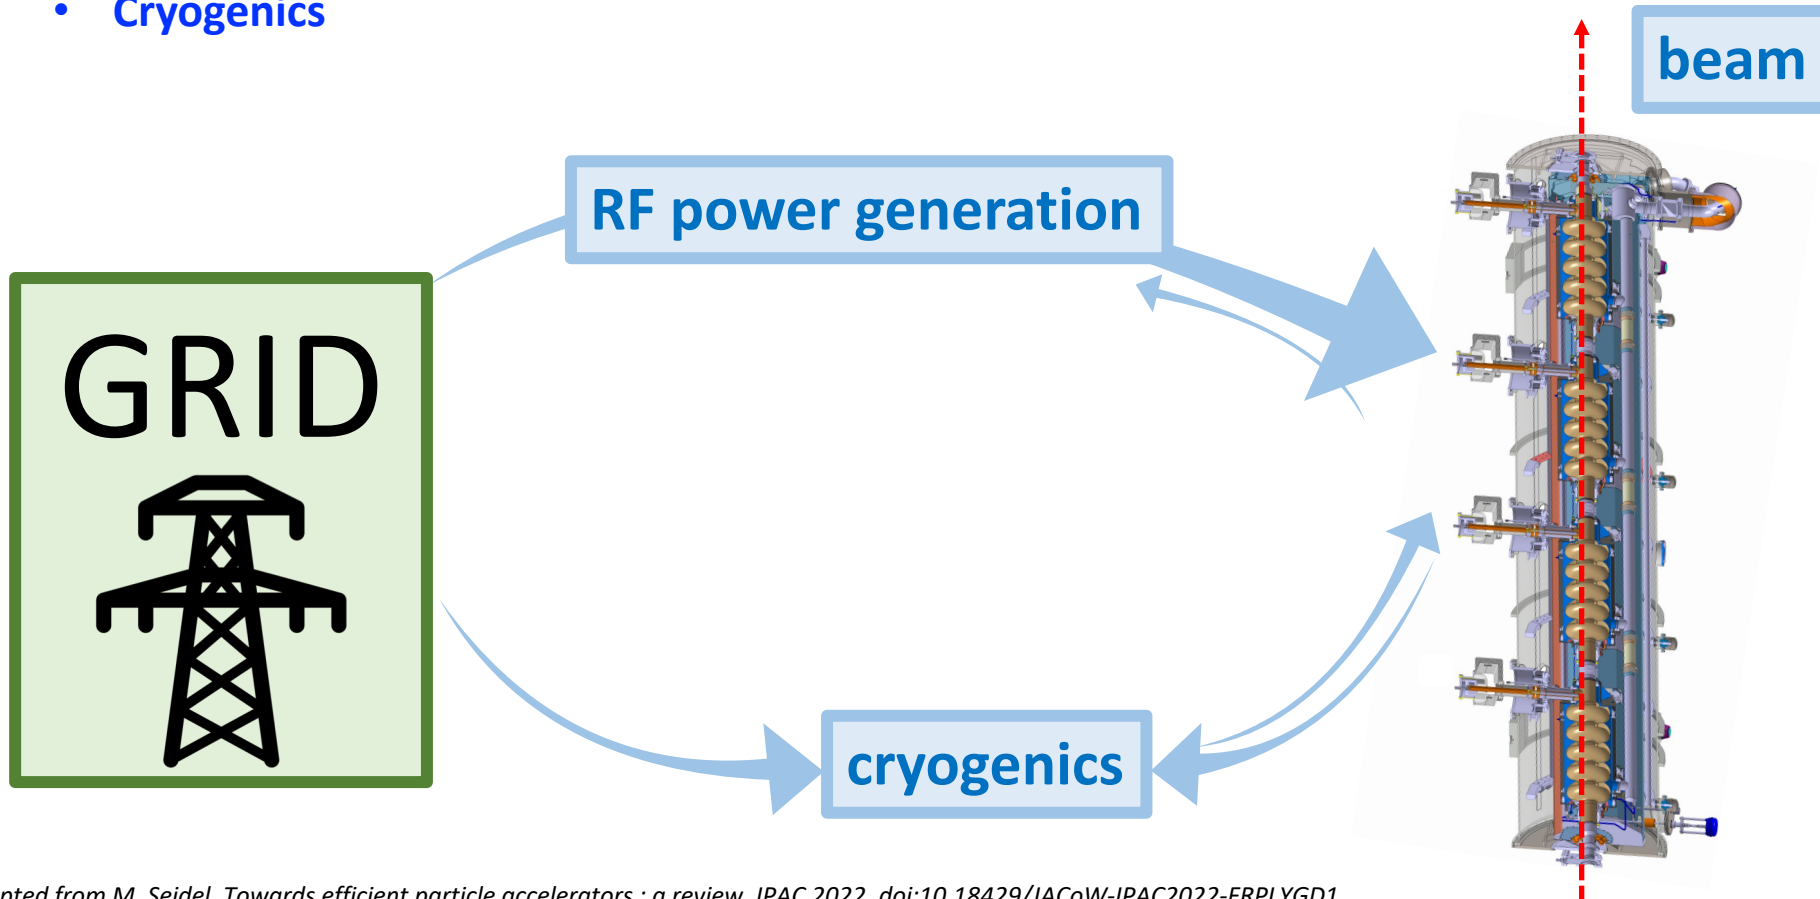 • Cryogenics
beam
RF power generation
GRID
cryogenics
from M. Seidel, Towards efficient particle accelerators : a review, IPAC 2022, doi:10.18429/JACoW-IPAC2022-FRPLYGD1